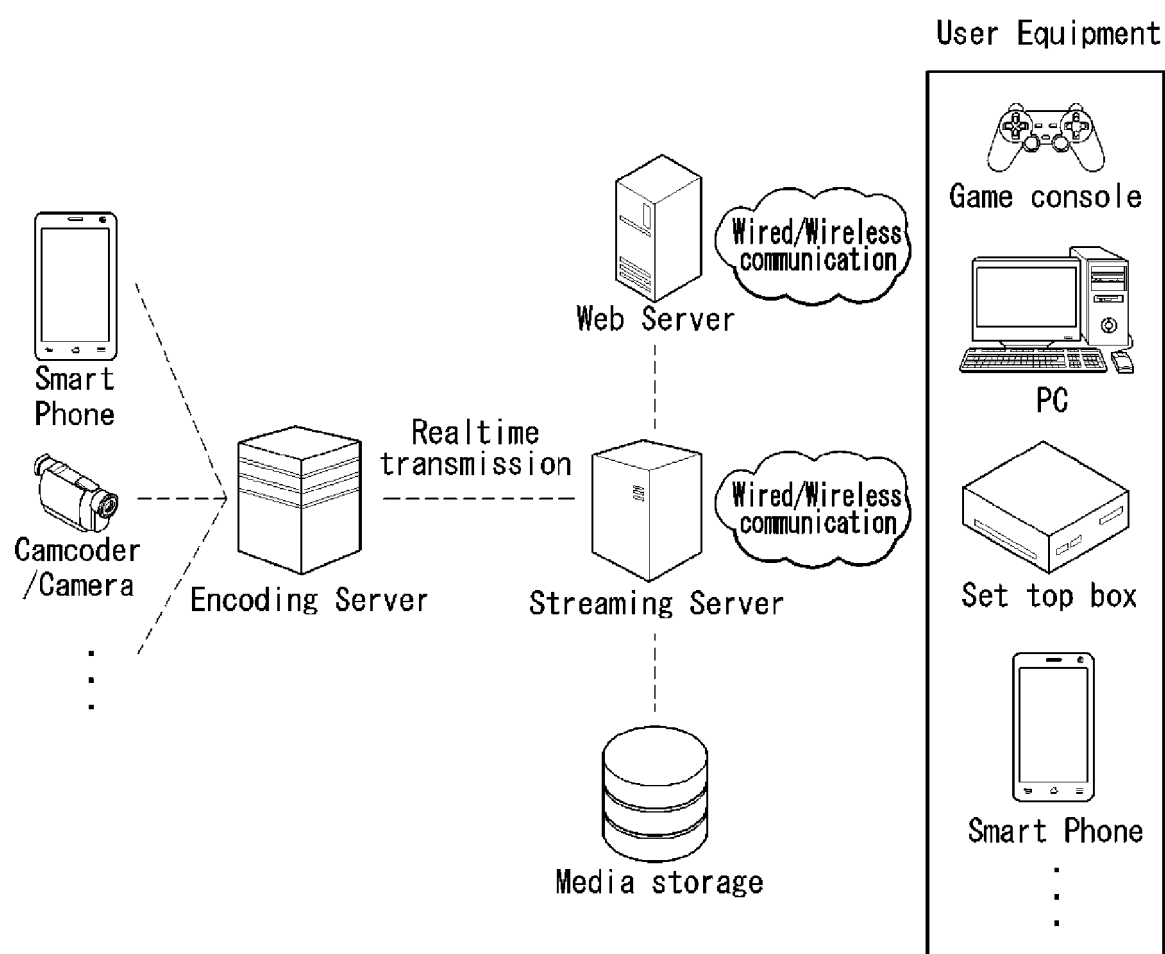 User Equipment
Game console
Wired/Wireless
communication
Web Server
PC
Smart
Phone
Realtime
transmission
Wired/Wireless
communication
Camcoder
/Camera
Encoding Server
Streaming Server
Set top box
Media storage
Smart Phone